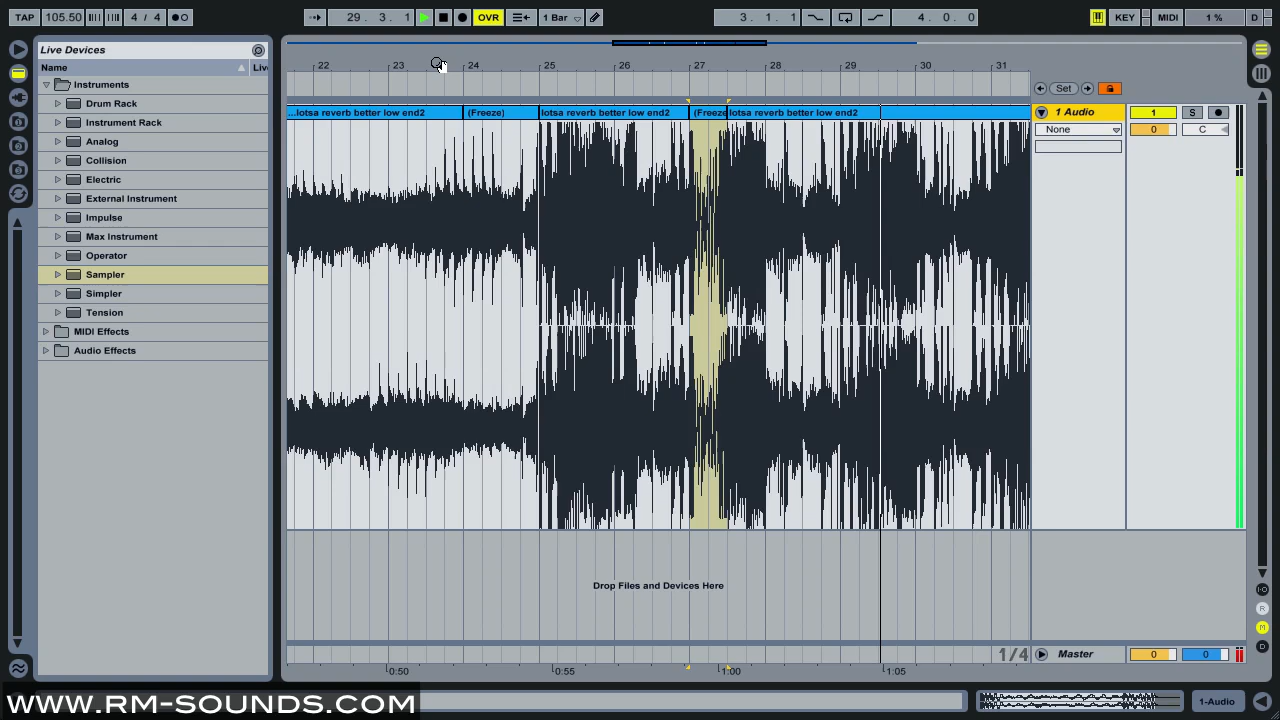 TAP 105.50 4 / 4 29. 3. 1 OVR 1 Bar 3. 1. 1 4. 0. 0 KEY MIDI 1 % D
Live Devices
Name Liv
Instruments
Drum Rack
Instrument Rack
Analog
Collision
Electric
External Instrument
Impulse
Max Instrument
Operator
Sampler
Simpler
Tension
MIDI Effects
Audio Effects
22 23 24 25 26 27 28 29 30 31
Set
...lotsa reverb better low end2 (Freeze) lotsa reverb better low end2 (Freeze lotsa reverb better low end2
1 Audio 1 S
None 0 C
Drop Files and Devices Here
1/4 Master 0 0
0:50 0:55 1:00 1:05
I·O
R
M
D
1-Audio
WWW.RM-SOUNDS.COM